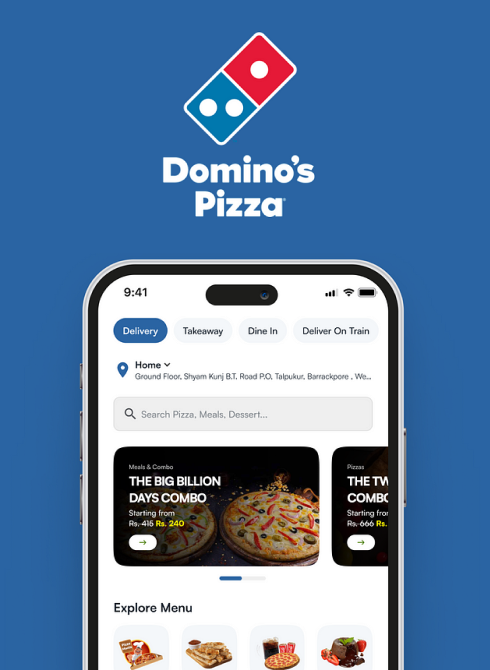 Domino's
Pizza
9:41
Delivery
Takeaway
Dine In
Deliver On Train
Home
Ground Floor, Shyam Kunj B.T. Road P.O, Talpukur, Barrackpore , We...
Search Pizza, Meals, Dessert...
Meals & Combo
THE BIG BILLION
DAYS COMBO
Starting from
Rs. 415 Rs. 240
Pizzas
THE TW
COMBO
Starting from
Rs. 666 Rs.
Explore Menu